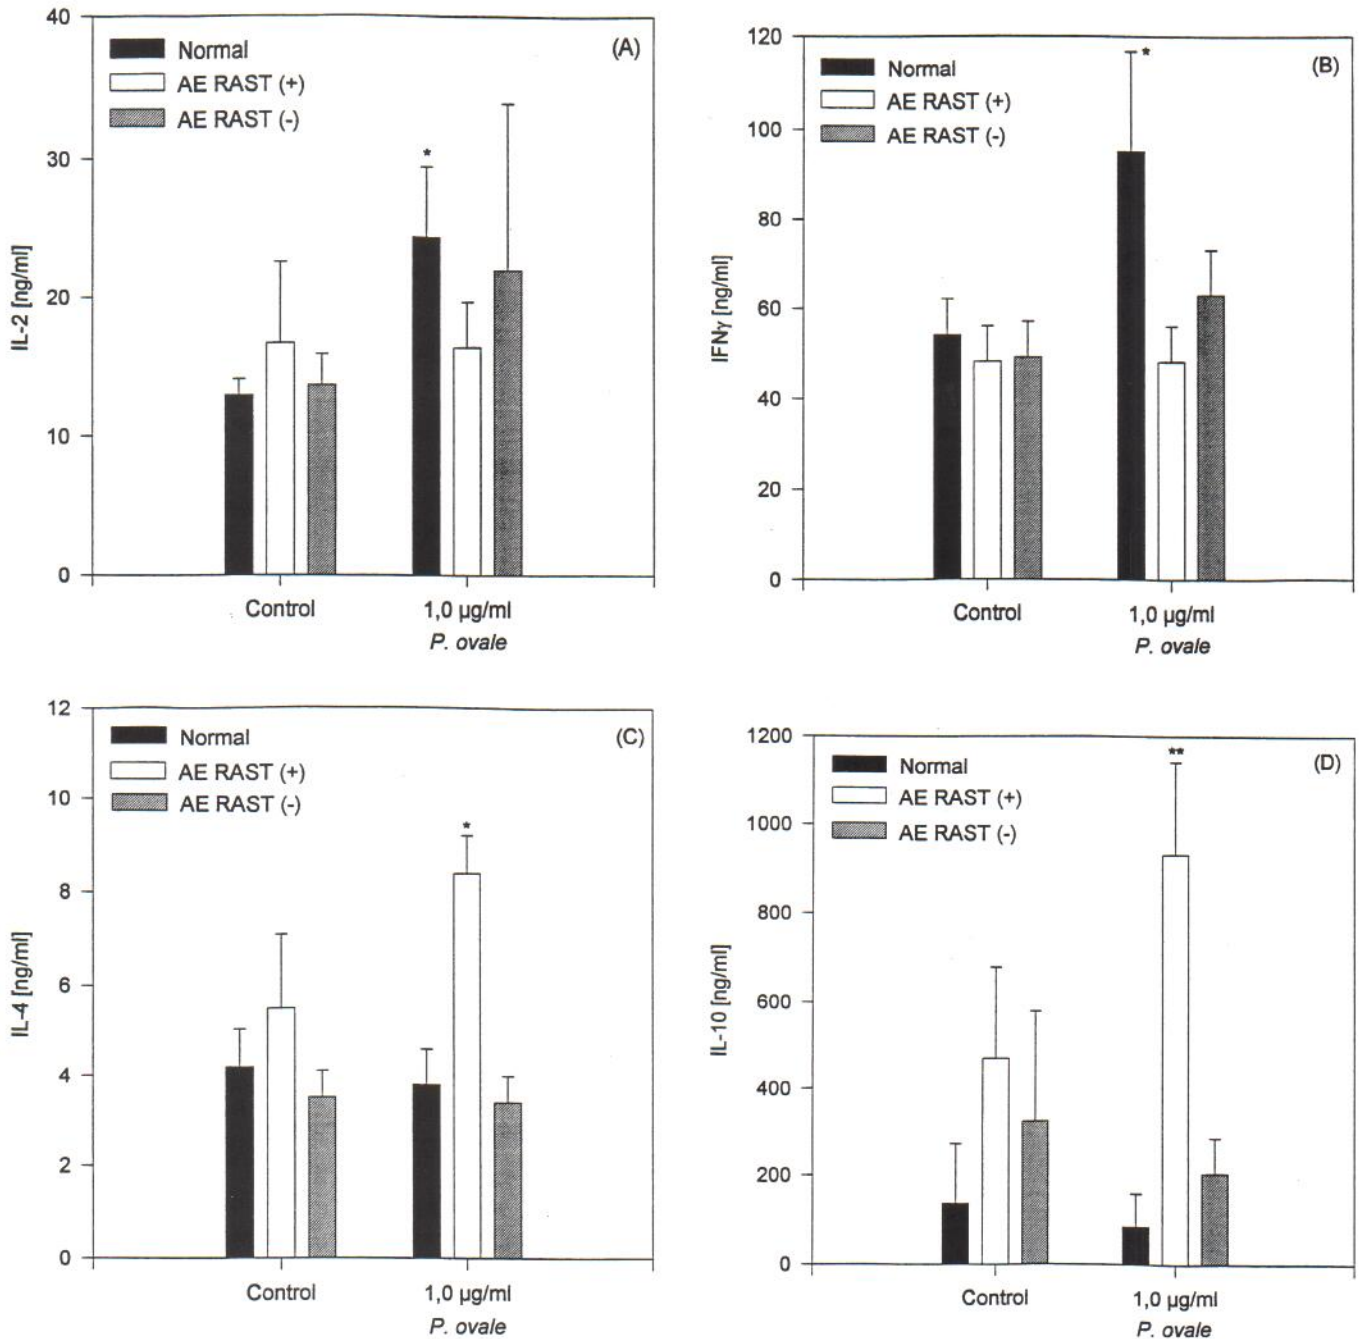 40
30
20
10
0
IL-2 [ng/ml]
Normal
AE RAST (+)
AE RAST (-)
(A)
*
Control
1,0 µg/ml
P. ovale
120
100
80
60
40
20
0
IFNγ [ng/ml]
Normal
AE RAST (+)
AE RAST (-)
(B)
*
Control
1,0 µg/ml
P. ovale
12
10
8
6
4
2
0
IL-4 [ng/ml]
Normal
AE RAST (+)
AE RAST (-)
(C)
*
Control
1,0 µg/ml
P. ovale
1200
1000
800
600
400
200
0
IL-10 [ng/ml]
Normal
AE RAST (+)
AE RAST (-)
(D)
**
Control
1,0 µg/ml
P. ovale